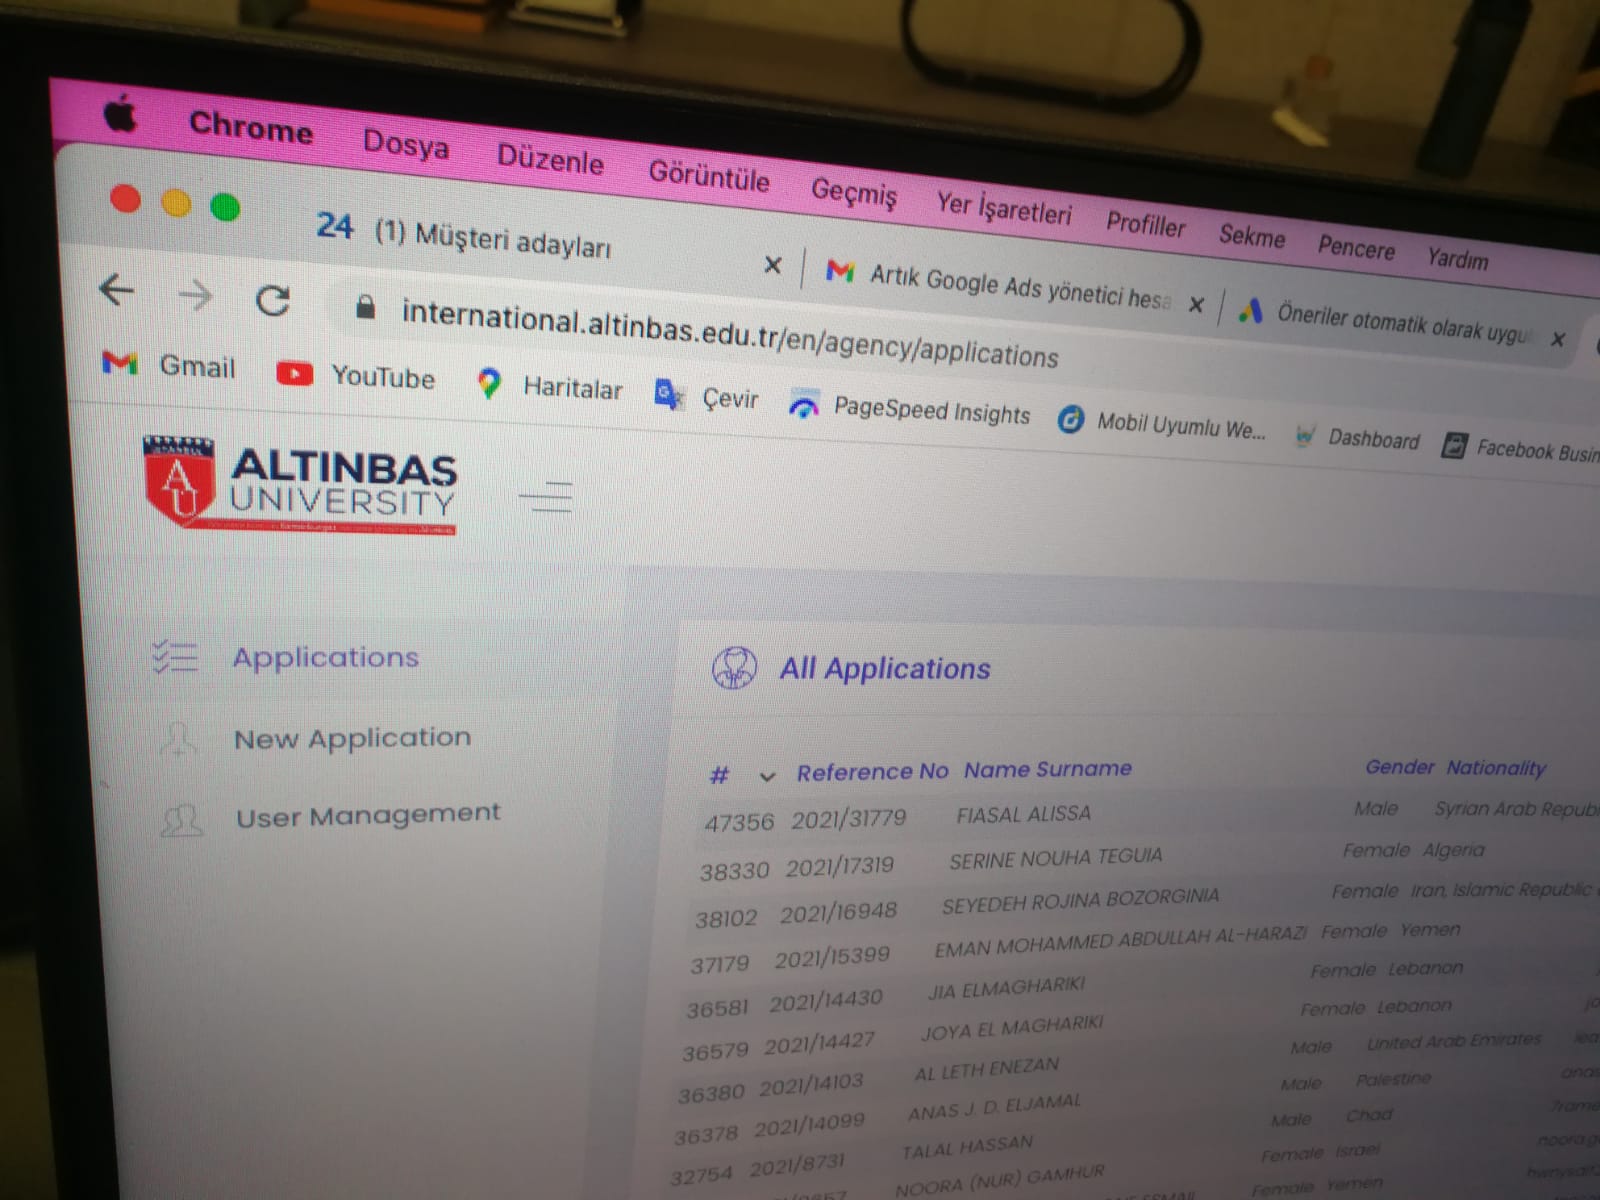 Chrome Dosya Düzenle Görüntüle Geçmiş Yer İşaretleri Profiller Sekme Pencere Yardım
24 (1) Müşteri adayları
Artık Google Ads yönetici hesa
Öneriler otomatik olarak uygu
international.altinbas.edu.tr/en/agency/applications
Gmail YouTube Haritalar Çevir PageSpeed Insights Mobil Uyumlu We... Dashboard Facebook Busin
ALTINBAS
UNIVERSITY
Applications
New Application
User Management
All Applications
# Reference No Name Surname Gender Nationality
47356 2021/31779 FIASAL ALISSA Male Syrian Arab Republ
38330 2021/17319 SERINE NOUHA TEGUIA Female Algeria
38102 2021/16948 SEYEDEH ROJINA BOZORGINIA Female Iran, Islamic Republic
37179 2021/15399 EMAN MOHAMMED ABDULLAH AL-HARAZI Female Yemen
36581 2021/14430 JIA ELMAGHARIKI Female Lebanon
36579 2021/14427 JOYA EL MAGHARIKI Female Lebanon
36380 2021/14103 AL LETH ENEZAN Male United Arab Emirates
36378 2021/14099 ANAS J. D. ELJAMAL Male Palestine
32754 2021/8731 TALAL HASSAN Male Chad
NOORA (NUR) GAMHUR Female Israel
Female Yemen